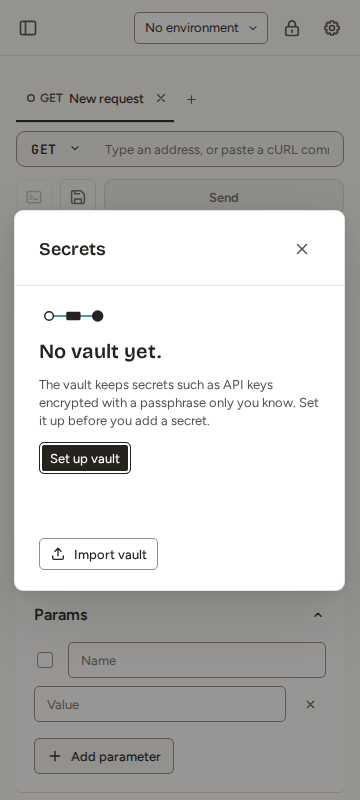 No environment
GET New request
GET
Type an address, or paste a cURL com
Send
Secrets
No vault yet.
The vault keeps secrets such as API keys
encrypted with a passphrase only you know. Set
it up before you add a secret.
Set up vault
Import vault
Params
Name
Value
Add parameter